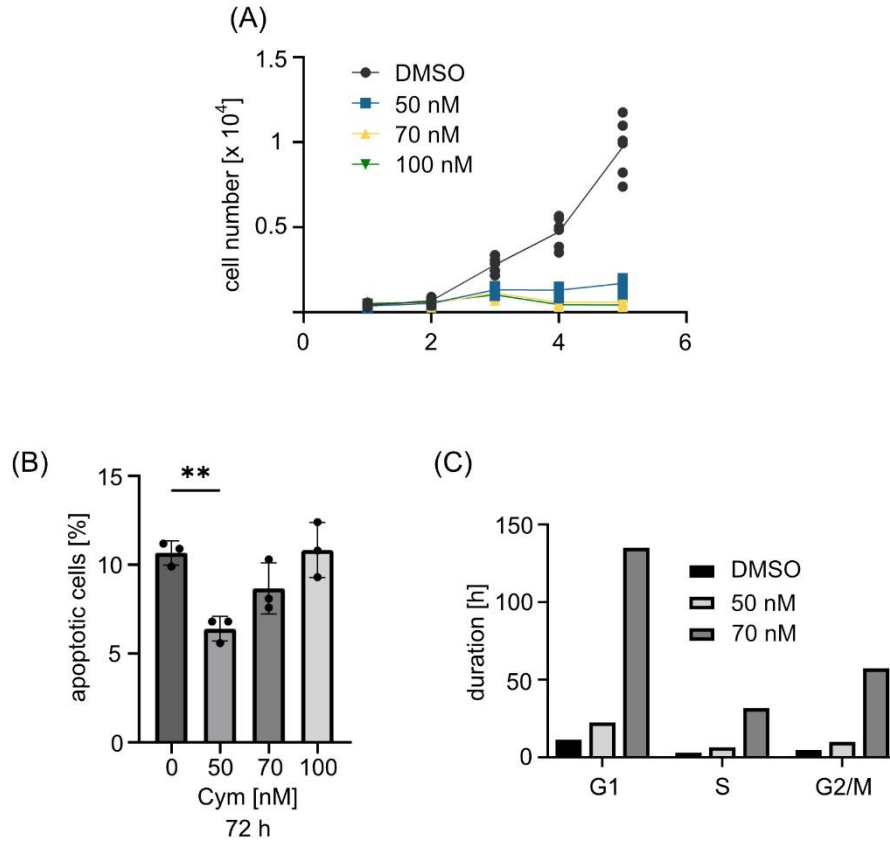 (A)
cell number [x 10⁴]
1.5
1
0.5
0 2 4 6
DMSO
50 nM
70 nM
100 nM
(B)
apoptotic cells [%]
15
10
5
0
**
0 50 70 100
Cym [nM]
72 h
(C)
duration [h]
150
100
50
0
DMSO
50 nM
70 nM
G1 S G2/M